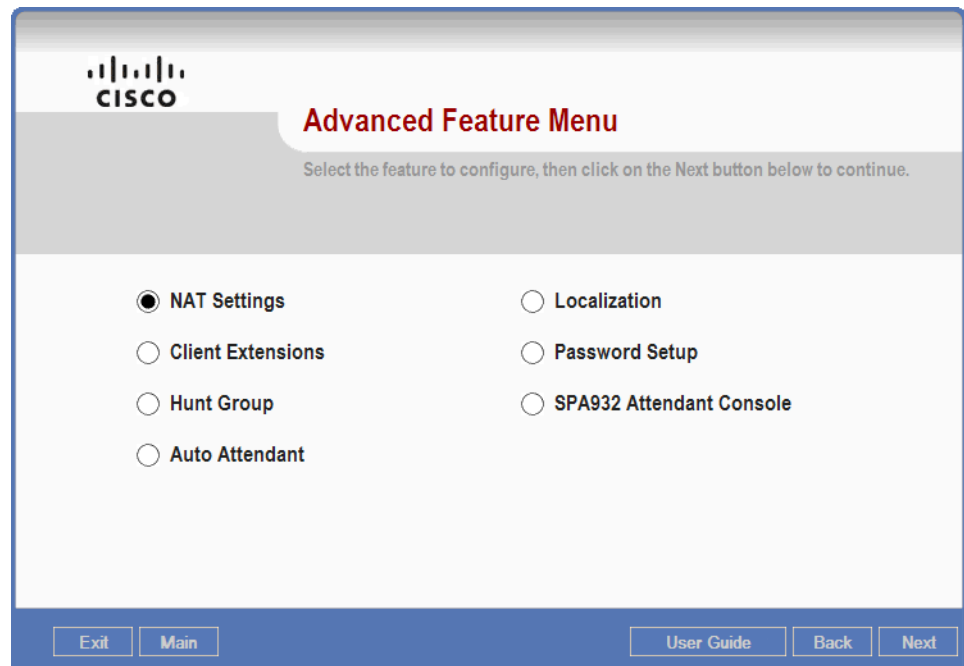 CISCO
Advanced Feature Menu
Select the feature to configure, then click on the Next button below to continue.
NAT Settings
Localization
Client Extensions
Password Setup
Hunt Group
SPA932 Attendant Console
Auto Attendant
Exit
Main
User Guide
Back
Next